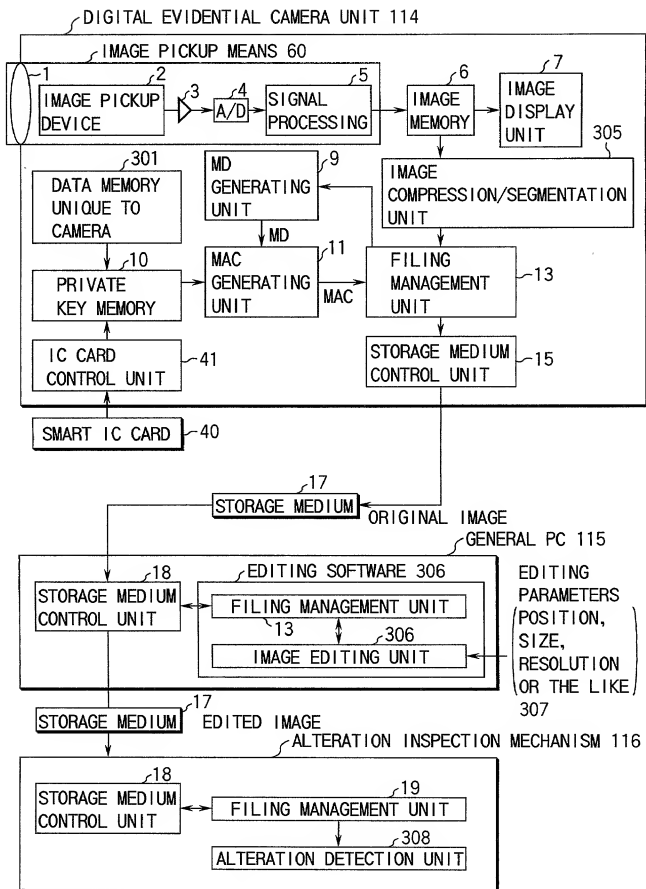 DIGITAL EVIDENTIAL CAMERA UNIT 114
IMAGE PICKUP MEANS 60
1
2
3
4
5
6
7
IMAGE PICKUP
DEVICE
A/D
SIGNAL
PROCESSING
IMAGE
MEMORY
IMAGE
DISPLAY
UNIT
301
9
305
DATA MEMORY
UNIQUE TO
CAMERA
MD
GENERATING
UNIT
IMAGE
COMPRESSION/SEGMENTATION
UNIT
MD
10
11
13
PRIVATE
KEY MEMORY
MAC
GENERATING
UNIT
MAC
FILING
MANAGEMENT
UNIT
IC CARD
CONTROL UNIT
41
STORAGE MEDIUM
CONTROL UNIT
15
SMART IC CARD
40
17
STORAGE MEDIUM
ORIGINAL IMAGE
GENERAL PC 115
18
EDITING SOFTWARE 306
STORAGE MEDIUM
CONTROL UNIT
FILING MANAGEMENT UNIT
13
306
IMAGE EDITING UNIT
EDITING
PARAMETERS
POSITION,
SIZE,
RESOLUTION
OR THE LIKE
307
STORAGE MEDIUM
17
EDITED IMAGE
ALTERATION INSPECTION MECHANISM 116
18
19
STORAGE MEDIUM
CONTROL UNIT
FILING MANAGEMENT UNIT
308
ALTERATION DETECTION UNIT